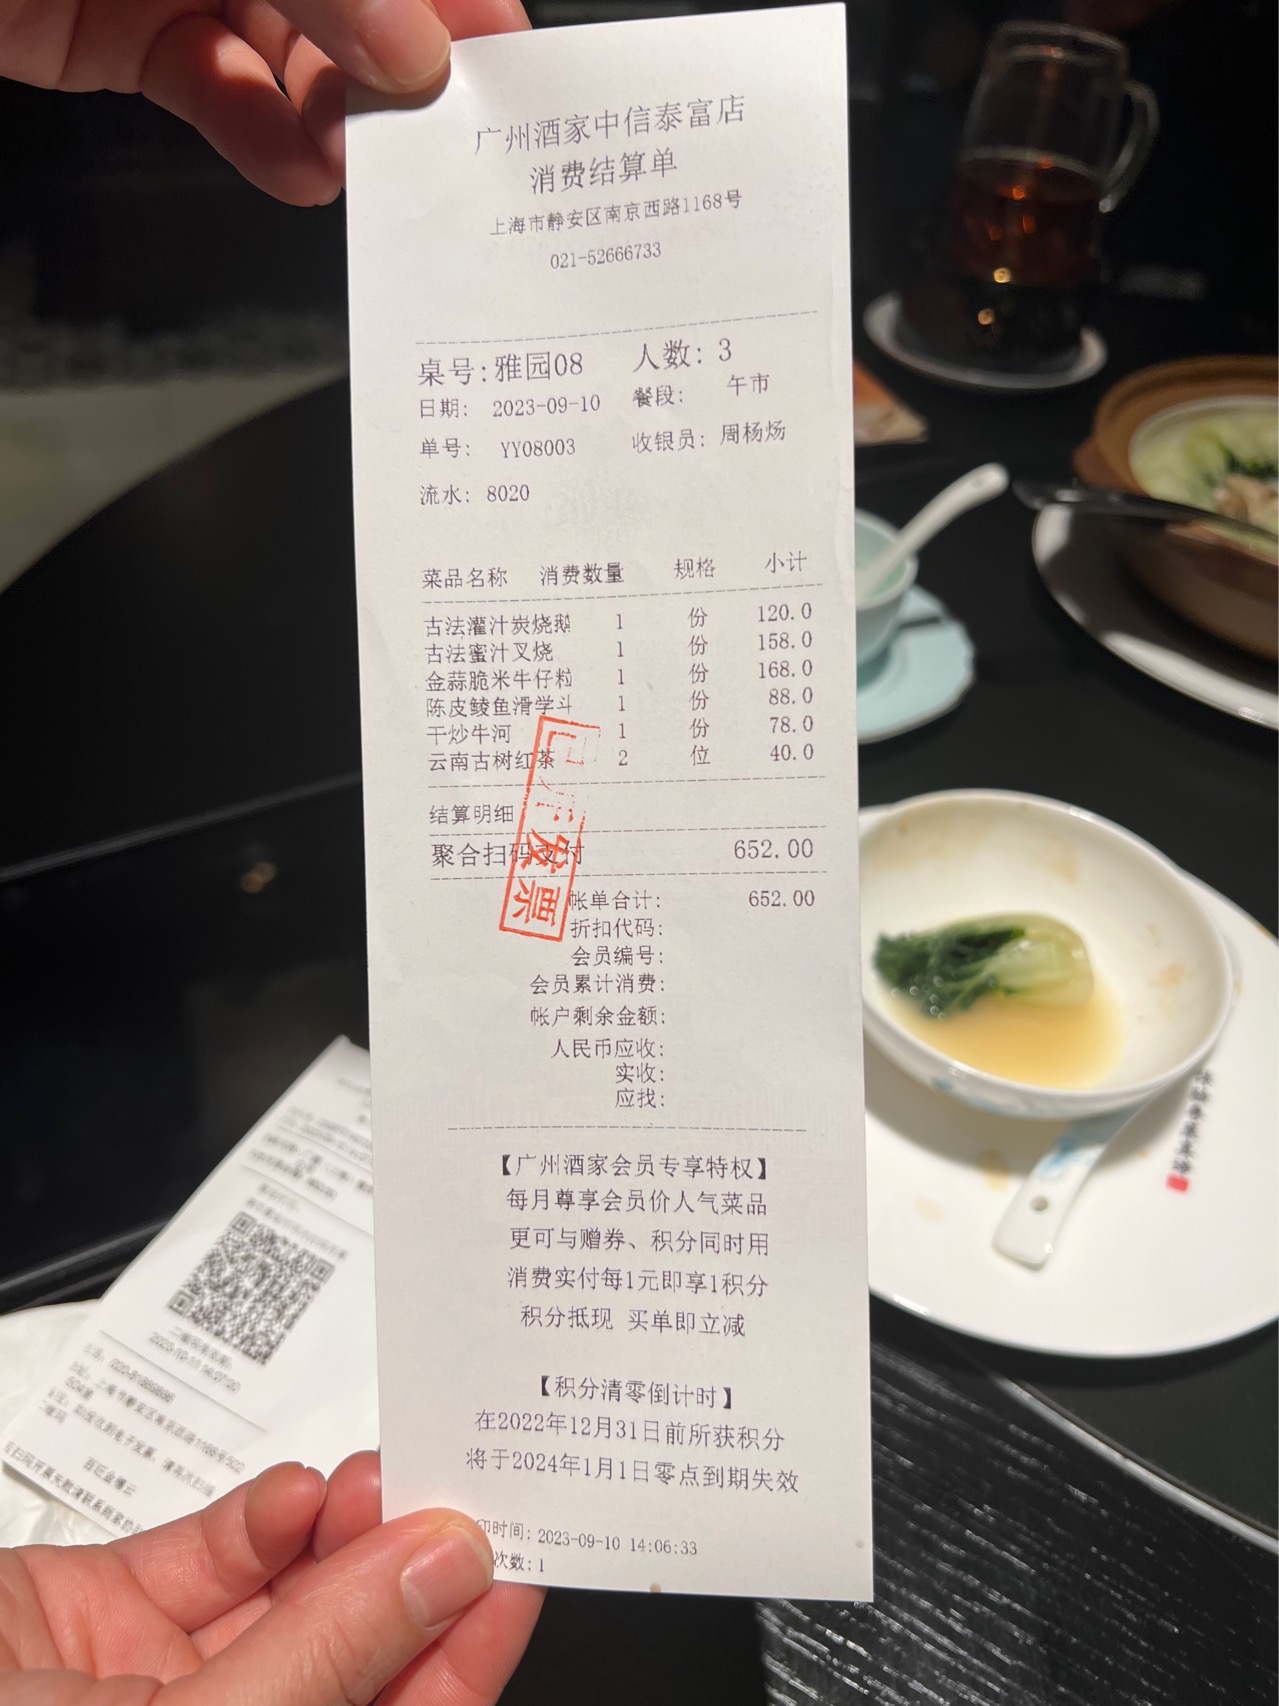 广州酒家中信泰富店
消费结算单
上海市静安区南京西路1168号
021-52666733
桌号:雅园08 人数: 3
日期: 2023-09-10 餐段: 午市
单号: YY08003 收银员: 周杨炀
流水: 8020
菜品名称 消费数量 规格 小计
古法灌汁炭烧鹅 1 份 120.0
古法蜜汁叉烧 1 份 158.0
金蒜脆米牛仔粒 1 份 168.0
陈皮鲮鱼滑学斗 1 份 88.0
干炒牛河 1 份 78.0
云南古树红茶 2 位 40.0
结算明细
聚合扫码支付 652.00
已开发票
帐单合计: 652.00
折扣代码:
会员编号:
会员累计消费:
帐户剩余金额:
人民币应收:
实收:
应找:
【广州酒家会员专享特权】
每月尊享会员价人气菜品
更可与赠券、积分同时用
消费实付每1元即享1积分
积分抵现 买单即立减
【积分清零倒计时】
在2022年12月31日前所获积分
将于2024年1月1日零点到期失效
印时间: 2023-09-10 14:06:33
次数: 1